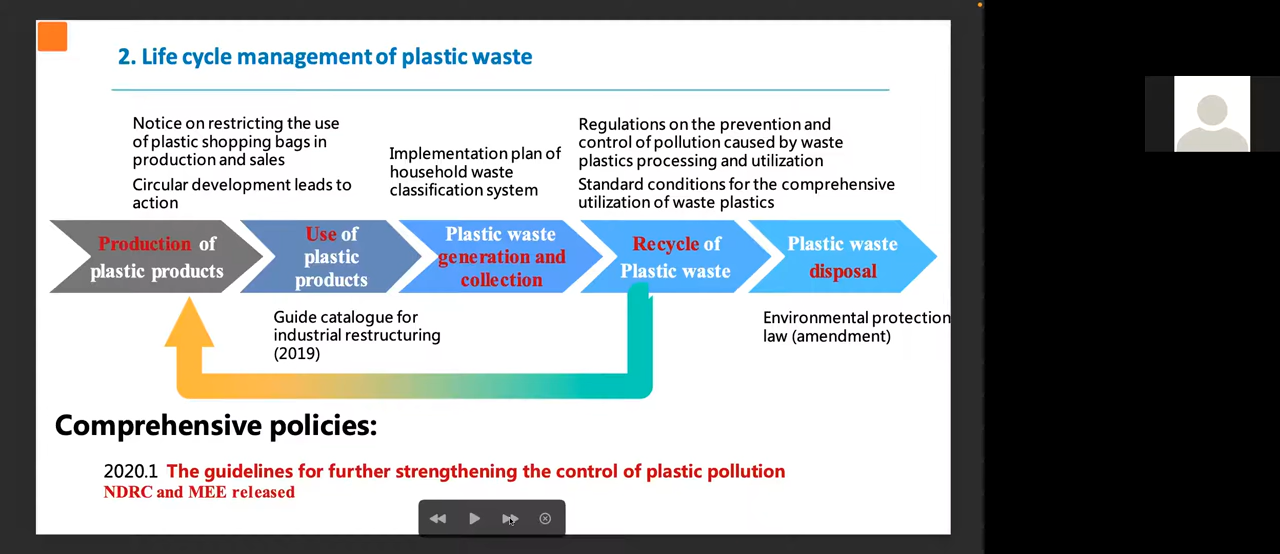 2. Life cycle management of plastic waste
Notice on restricting the use
of plastic shopping bags in
production and sales
Circular development leads to
action
Implementation plan of
household waste
classification system
Regulations on the prevention and
control of pollution caused by waste
plastics processing and utilization
Standard conditions for the comprehensive
utilization of waste plastics
Production of
plastic products
Use of
plastic
products
Plastic waste
generation and
collection
Recycle of
Plastic waste
Plastic waste
disposal
Guide catalogue for
industrial restructuring
(2019)
Environmental protection
law (amendment)
Comprehensive policies:
2020.1 The guidelines for further strengthening the control of plastic pollution
NDRC and MEE released